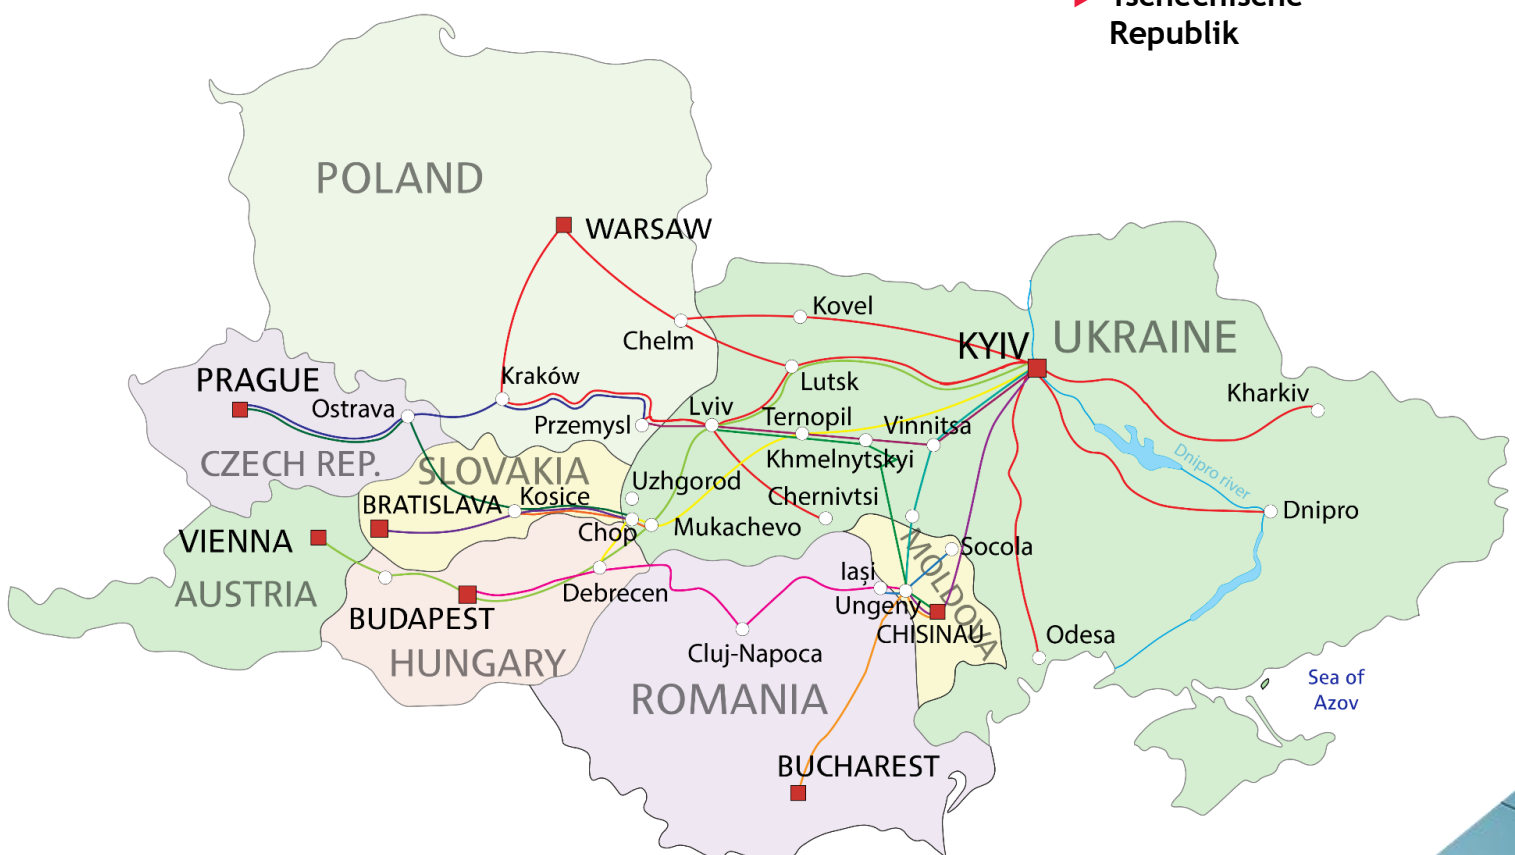 Tschechische
Republik
POLAND
WARSAW
Kovel
Chelm
KYIV
UKRAINE
PRAGUE
Kraków
Lutsk
Kharkiv
Ostrava
Lviv
Ternopil
Przemysl
Vinnitsa
CZECH REP.
SLOVAKIA
Khmelnytskyi
Dnipro river
Uzhgorod
BRATISLAVA
Kosice
Chernivtsi
Dnipro
Chop
Mukachevo
VIENNA
MOLDOVA
Socola
Iași
AUSTRIA
Debrecen
Ungeny
BUDAPEST
CHISINAU
Odesa
Cluj-Napoca
HUNGARY
ROMANIA
Sea of
Azov
BUCHAREST